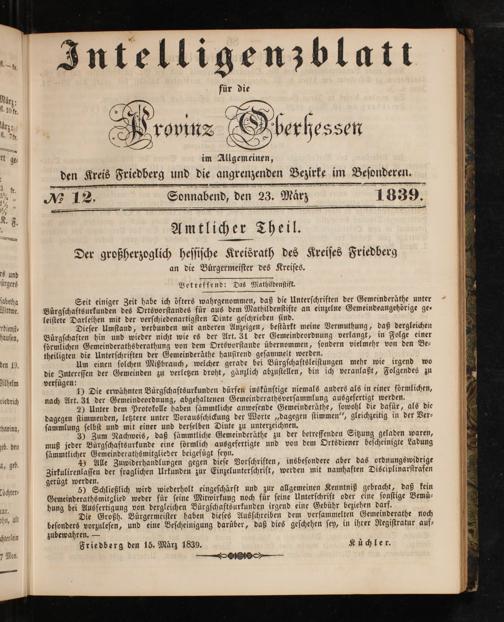 Intelligenzblatt
für die
Provinz Oberhessen
im Allgemeinen,
den Kreis Friedberg und die angrenzenden Bezirke im Besonderen.
№ 12. Sonnabend, den 23. März 1839.
Amtlicher Theil.
Der großherzoglich hessische Kreisrath des Kreises Friedberg
an die Bürgermeister des Kreises.
Betreffend: Das Mathildenstift.
Seit einiger Zeit habe ich öfters wahrgenommen, daß die Unterschriften der Gemeinderäthe unter
Bürgschaftsurkunden des Ortsvorstandes für aus dem Mathildenstifte an einzelne Gemeindeangehörige ge-
leistete Darleihen mit der verschiedenartigsten Dinte geschrieben sind.
Dieser Umstand, verbunden mit anderen Anzeigen, bestärkt meine Vermuthung, daß dergleichen
Bürgschaften hin und wieder nicht wie es der Art. 31 der Gemeindeordnung verlangt, in Folge einer
förmlichen Gemeinderathsberathung von dem Ortsvorstande übernommen, sondern vielmehr von den Be-
theiligten die Unterschriften der Gemeinderäthe hausirend gesammelt werden.
Um einen solchen Mißbrauch, welcher gerade bei Bürgschaftsleistungen mehr wie irgend wo
die Interessen der Gemeinden zu verletzen droht, gänzlich abzustellen, bin ich veranlaßt, Folgendes zu
verfügen:
1) Die erwähnten Bürgschaftsurkunden dürfen inskünftige niemals anders als in einer förmlichen,
nach Art. 31 der Gemeindeordnung, abgehaltenen Gemeinderathsversammlung ausgefertigt werden.
2) Unter dem Protokolle haben sämmtliche anwesende Gemeinderäthe, sowohl die dafür, als die
dagegen stimmenden, letztere unter Vorausschickung der Worte „dagegen stimmen“, gleichzeitig in der Ver-
sammlung selbst und mit einer und derselben Dinte zu unterzeichnen.
3) Zum Nachweis, daß sämmtliche Gemeinderäthe zu der betreffenden Sitzung geladen waren,
muß jeder Bürgschaftsurkunde eine förmlich ausgefertigte und von dem Ortsdiener bescheinigte Ladung
sämmtlicher Gemeinderathsmitglieder beigefügt seyn.
4) Alle Zuwiderhandlungen gegen diese Vorschriften, insbesondere aber das ordnungswidrige
Zirkulirenlassen der fraglichen Urkunden zur Einzelunterschrift, werden mit namhaften Disciplinarstrafen
gerügt werden.
5) Schließlich wird wiederholt eingeschärft und zur allgemeinen Kenntniß gebracht, daß kein
Gemeinderathsmitglied weder für seine Mitwirkung noch für seine Unterschrift oder eine sonstige Bemü-
hung bei Ausfertigung von dergleichen Bürgschaftsurkunden irgend eine Gebühr beziehen darf.
Die Großh. Bürgermeister haben dieses Ausschreiben dem versammelten Gemeinderathe noch
besonders vorzulesen, und eine Bescheinigung darüber, daß dies geschehen sey, in ihrer Registratur auf-
zubewahren. —
Friedberg den 15. März 1839. Küchler.